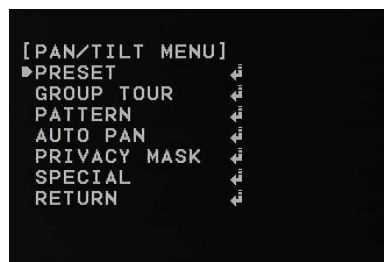 [PAN/TILT MENU]
PRESET
GROUP TOUR
PATTERN
AUTO PAN
PRIVACY MASK
SPECIAL
RETURN